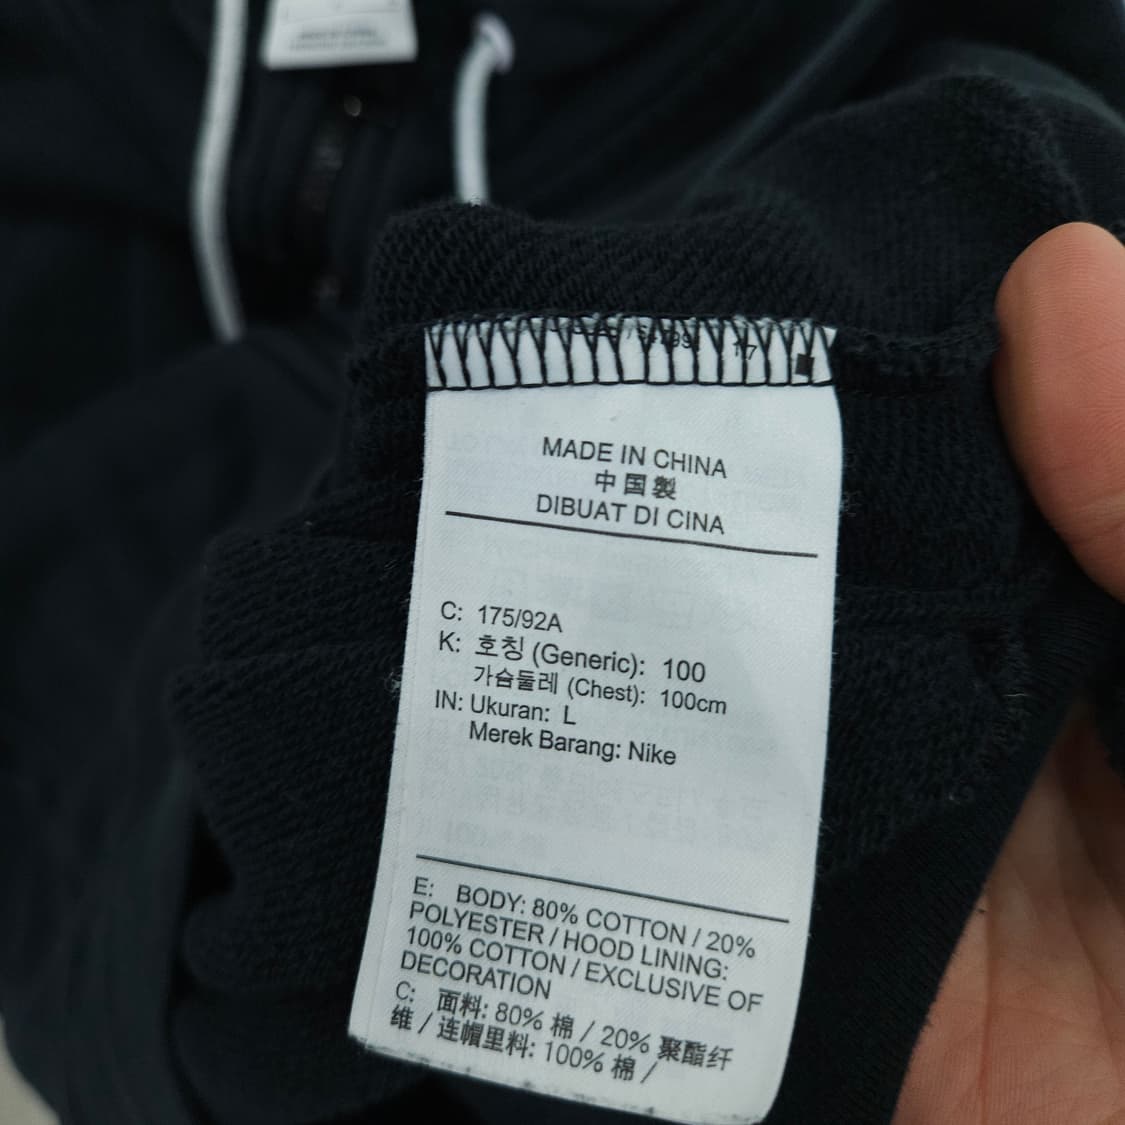 MADE IN CHINA
中国製
DIBUAT DI CINA
C: 175/92A
K: 호칭 (Generic): 100
가슴둘레 (Chest): 100cm
IN: Ukuran: L
Merek Barang: Nike
E: BODY: 80% COTTON / 20%
POLYESTER / HOOD LINING:
100% COTTON / EXCLUSIVE OF
DECORATION
C: 面料: 80% 棉 / 20% 聚酯纤
维 / 连帽里料: 100% 棉 /